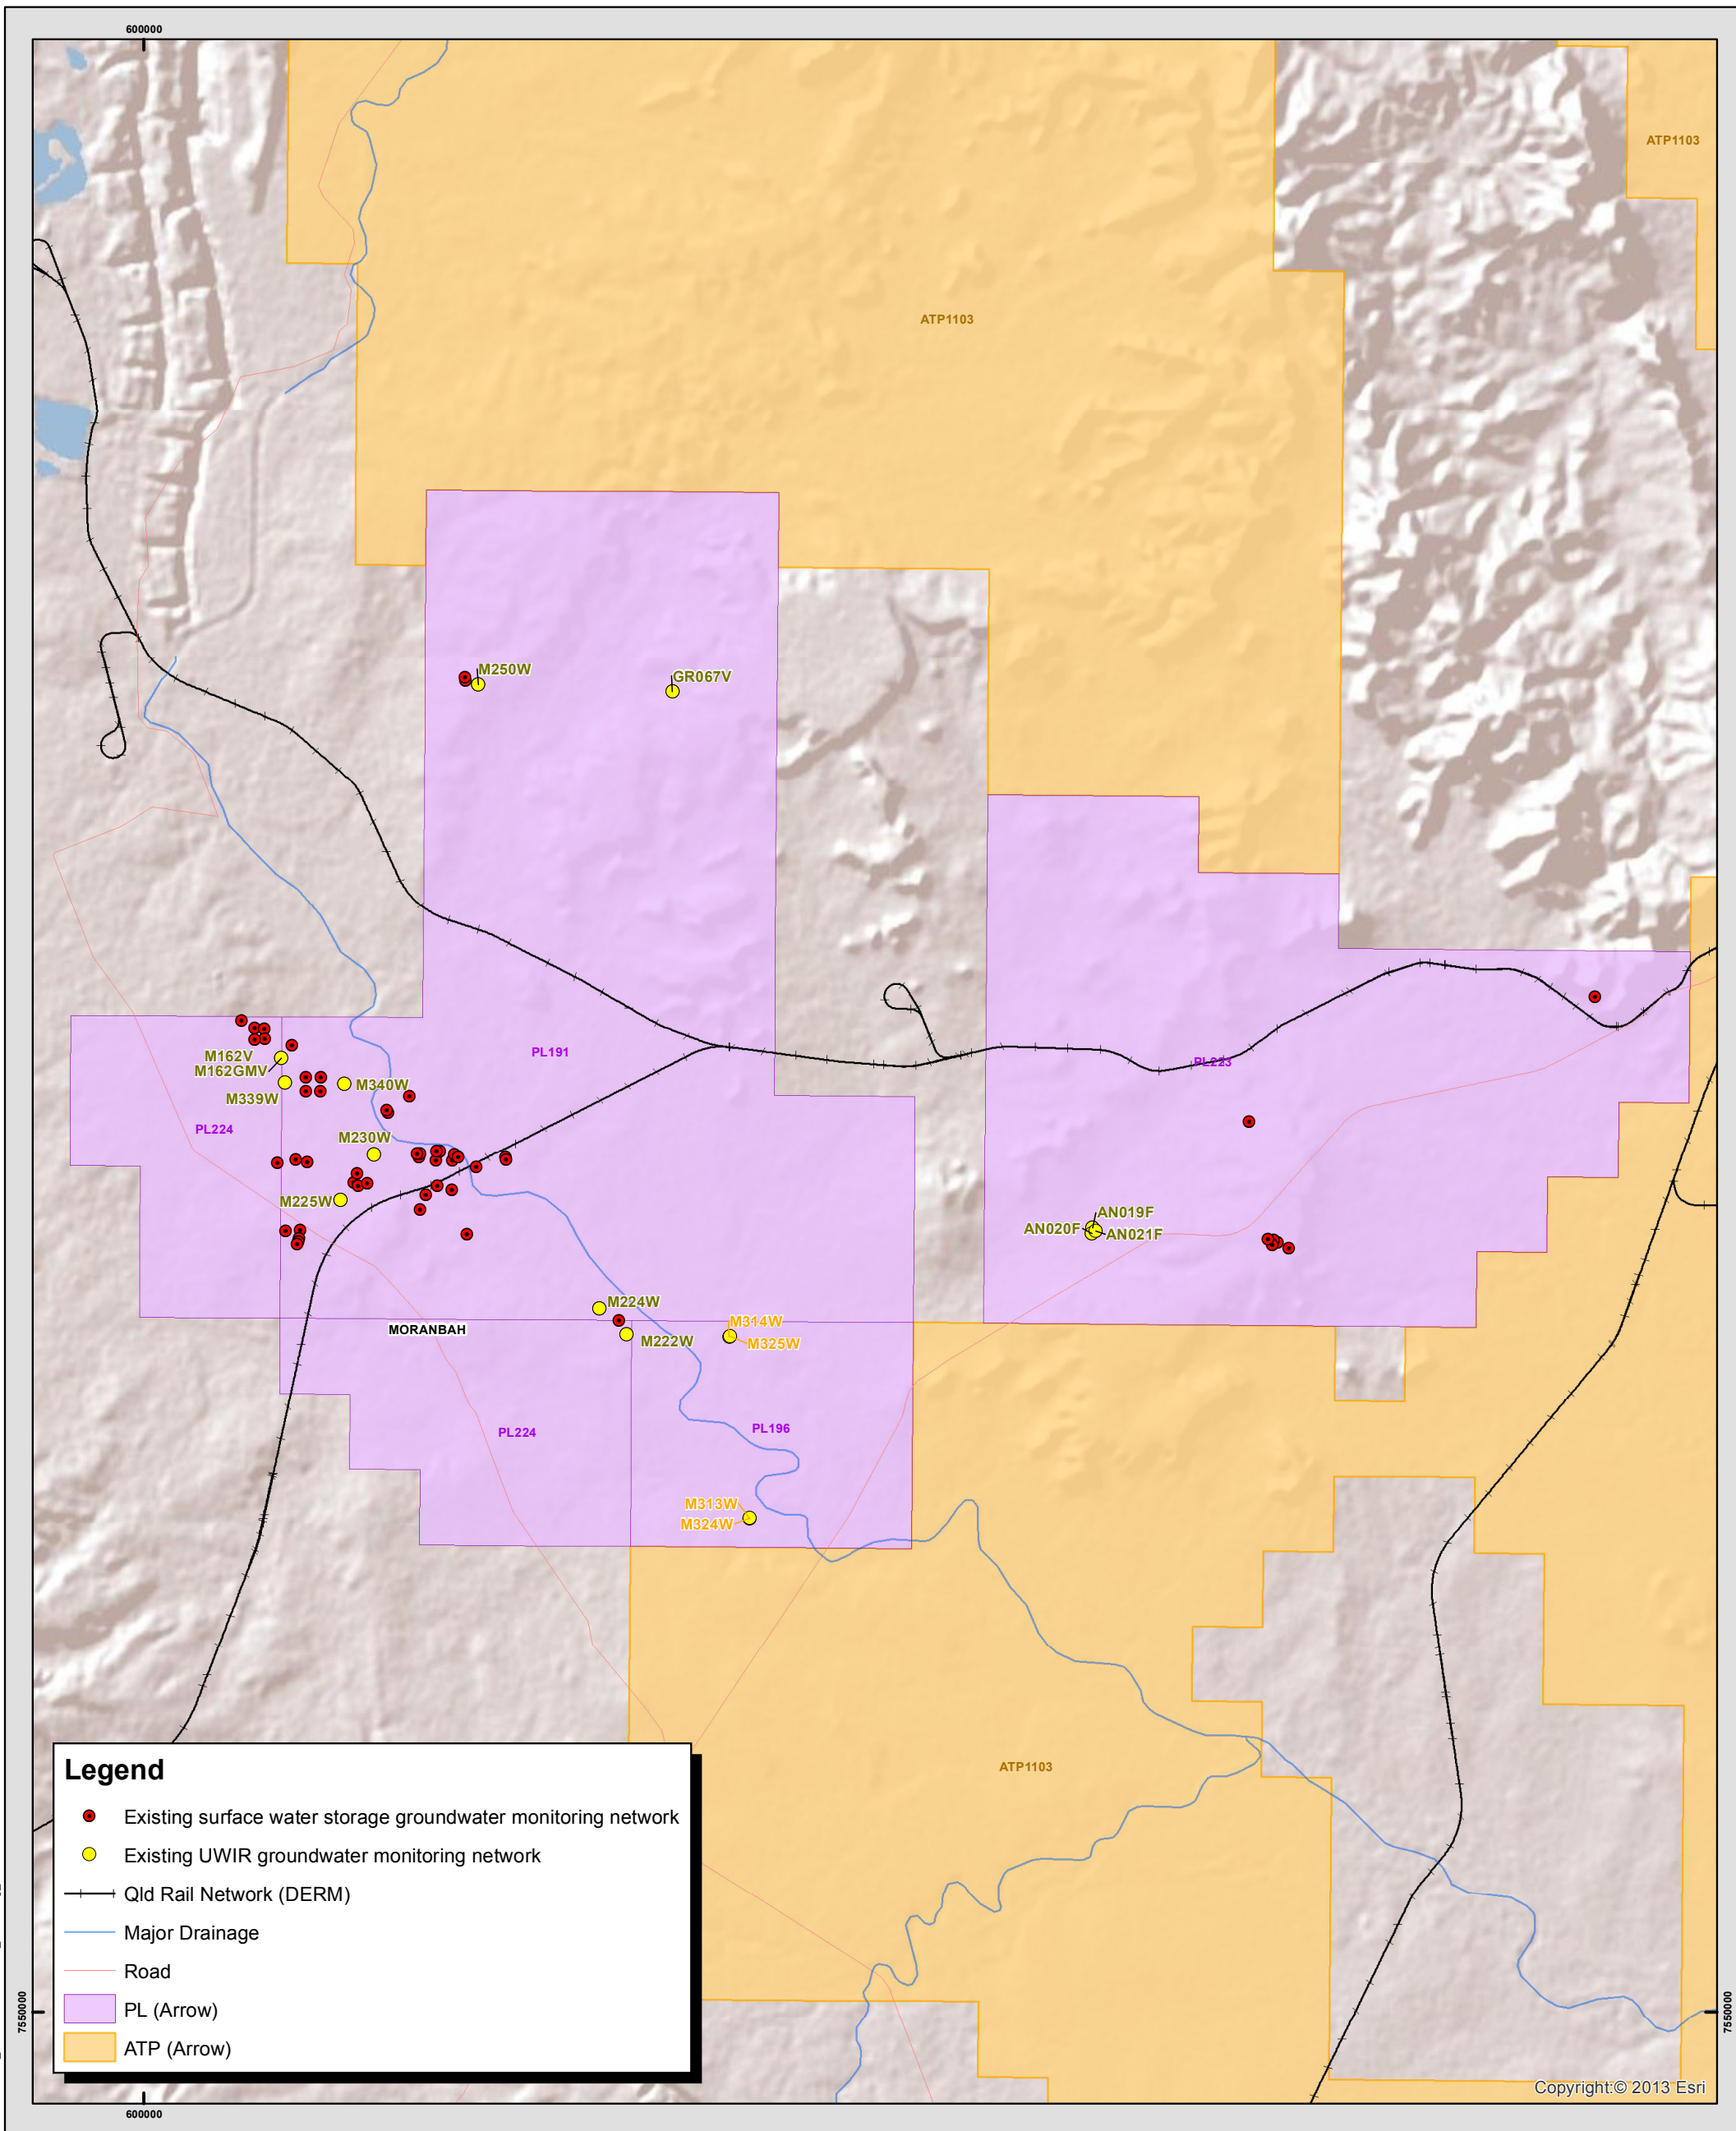 600000
ATP1103
ATP1103
M250W
GR067V
PL191
PL223
M162V
M162GMV
M339W
M340W
PL224
M230W
M225W
AN019F
AN020F
AN021F
M224W
MORANBAH
M222W
M314W
M325W
PL224
PL196
M313W
M324W
ATP1103
Legend
Existing surface water storage groundwater monitoring network
Existing UWIR groundwater monitoring network
Qld Rail Network (DERM)
Major Drainage
Road
PL (Arrow)
ATP (Arrow)
7550000
7550000
Copyright:© 2013 Esri
600000